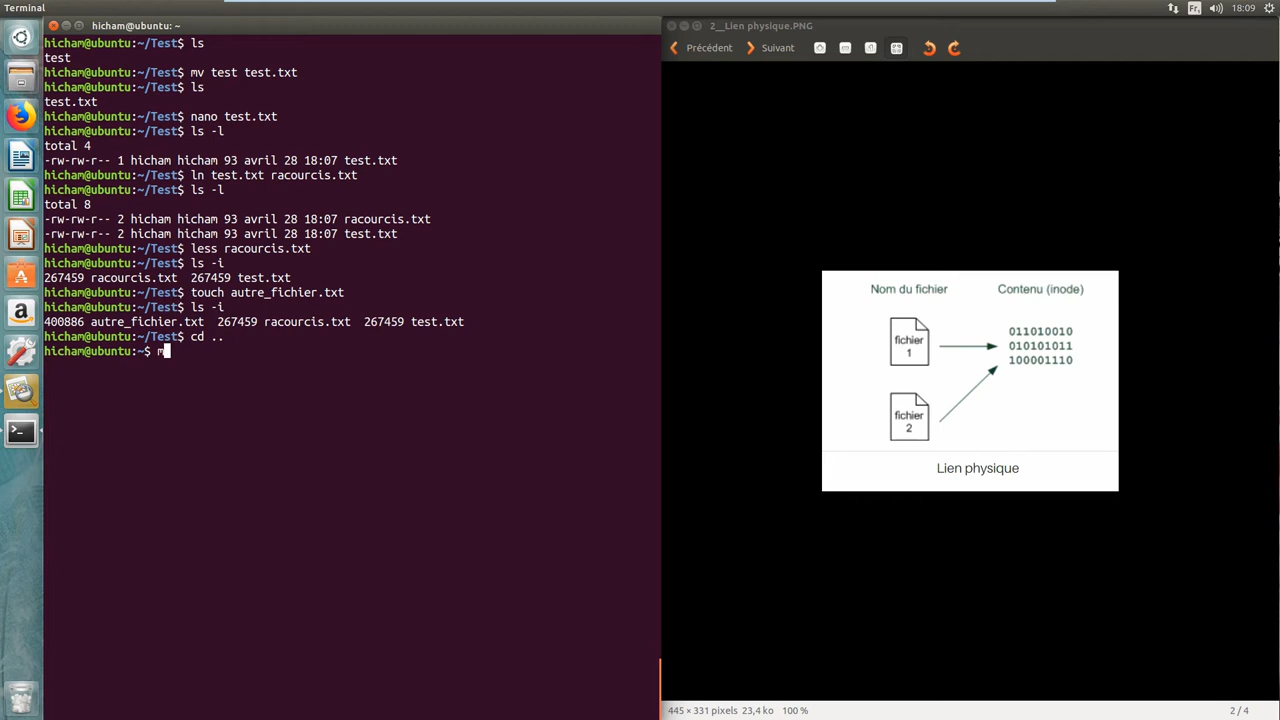 Terminal
Fr
18:09
hicham@ubuntu: ~
hicham@ubuntu:~/Test$ ls
test
hicham@ubuntu:~/Test$ mv test test.txt
hicham@ubuntu:~/Test$ ls
test.txt
hicham@ubuntu:~/Test$ nano test.txt
hicham@ubuntu:~/Test$ ls -l
total 4
-rw-rw-r-- 1 hicham hicham 93 avril 28 18:07 test.txt
hicham@ubuntu:~/Test$ ln test.txt racourcis.txt
hicham@ubuntu:~/Test$ ls -l
total 8
-rw-rw-r-- 2 hicham hicham 93 avril 28 18:07 racourcis.txt
-rw-rw-r-- 2 hicham hicham 93 avril 28 18:07 test.txt
hicham@ubuntu:~/Test$ less racourcis.txt
hicham@ubuntu:~/Test$ ls -i
267459 racourcis.txt  267459 test.txt
hicham@ubuntu:~/Test$ touch autre_fichier.txt
hicham@ubuntu:~/Test$ ls -i
400886 autre_fichier.txt  267459 racourcis.txt  267459 test.txt
hicham@ubuntu:~/Test$ cd ..
hicham@ubuntu:~$ m
2__Lien physique.PNG
Précédent
Suivant
Nom du fichier
Contenu (inode)
fichier
1
011010010
010101011
100001110
fichier
2
Lien physique
445 × 331 pixels 23,4 ko 100 %
2 / 4